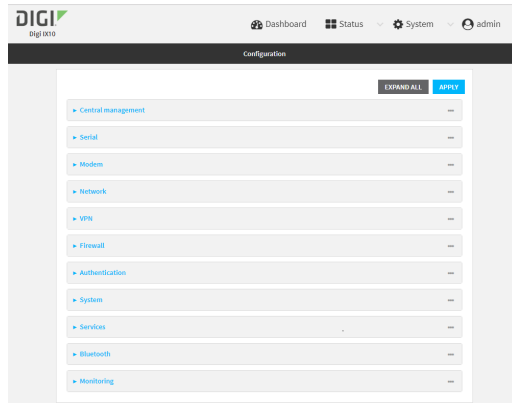 DIGI
Digi IX10
Dashboard Status System admin
Configuration
EXPAND ALL APPLY
Central management
Serial
Modem
Network
VPN
Firewall
Authentication
System
Services
Bluetooth
Monitoring